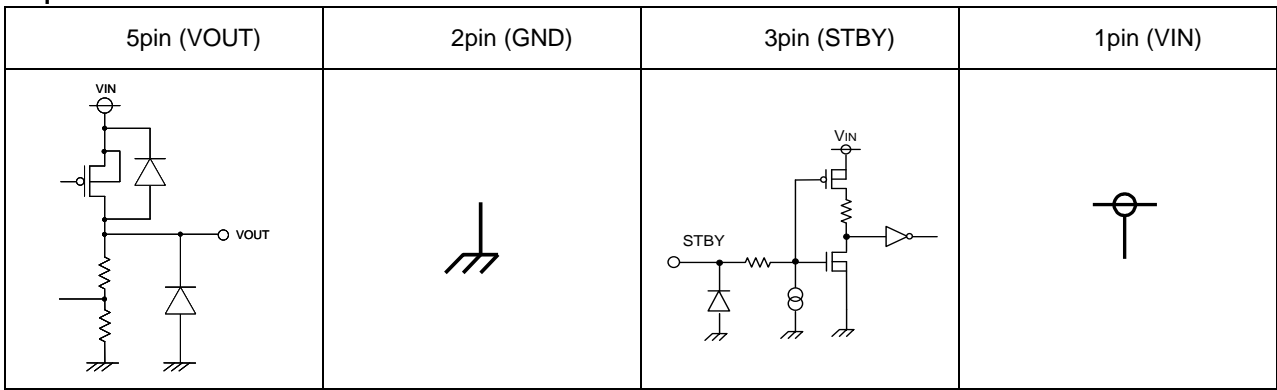 5pin (VOUT)
2pin (GND)
3pin (STBY)
1pin (VIN)
VIN
VOUT
VIN
STBY